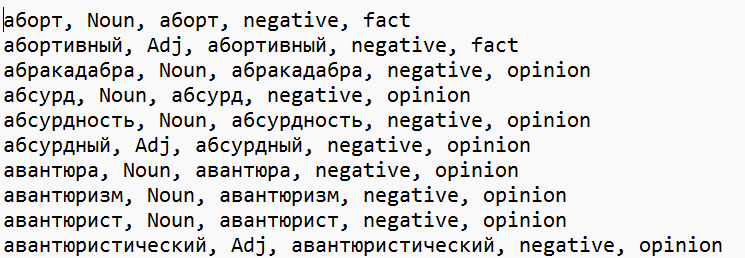 аборт, Noun, аборт, negative, fact
абортивный, Adj, абортивный, negative, fact
абракадабра, Noun, абракадабра, negative, opinion
абсурд, Noun, абсурд, negative, opinion
абсурдность, Noun, абсурдность, negative, opinion
абсурдный, Adj, абсурдный, negative, opinion
авантюра, Noun, авантюра, negative, opinion
авантюризм, Noun, авантюризм, negative, opinion
авантюрист, Noun, авантюрист, negative, opinion
авантюристический, Adj, авантюристический, negative, opinion